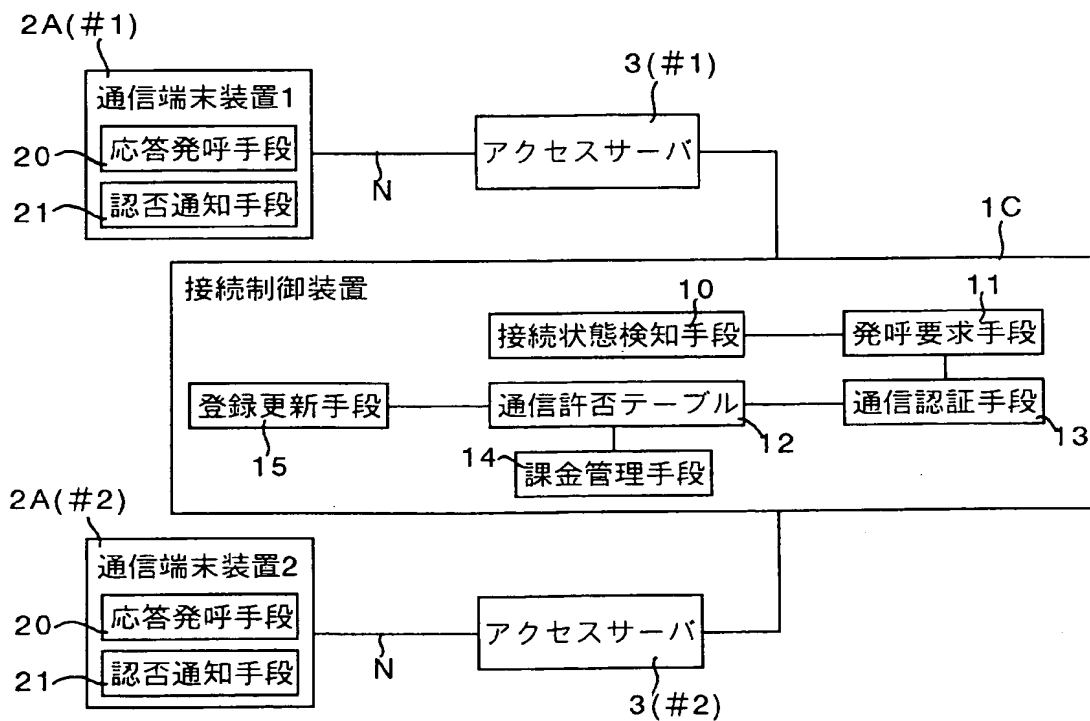 2A(#1)
3(#1)
通信端末装置1
応答発呼手段
20
アクセスサーバ
N
認否通知手段
21
1C
接続制御装置
10
11
接続状態検知手段
発呼要求手段
登録更新手段
通信許否テーブル
通信認証手段
15
12
13
14
課金管理手段
2A(#2)
通信端末装置2
応答発呼手段
20
アクセスサーバ
N
認否通知手段
21
3(#2)